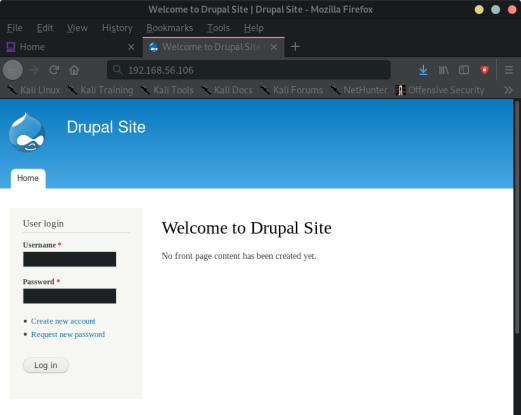 Welcome to Drupal Site | Drupal Site - Mozilla Firefox
File Edit View History Bookmarks Tools Help
Home × Welcome to Drupal Site × +
192.168.56.106
Kali Linux Kali Training Kali Tools Kali Docs Kali Forums NetHunter Offensive Security
Drupal Site
Home
User login
Username *
Password *
Create new account
Request new password
Log in
Welcome to Drupal Site
No front page content has been created yet.